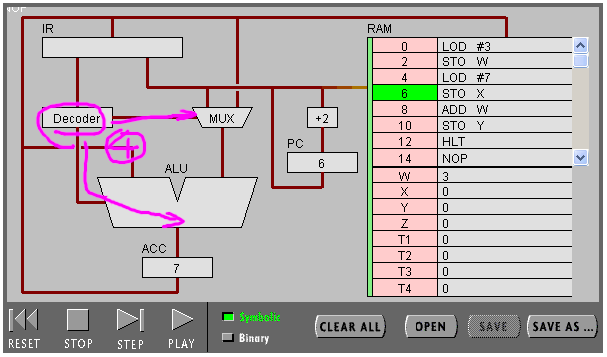 NOP
IR
RAM
0 LOD #3
2 STO W
4 LOD #7
6 STO X
8 ADD W
10 STO Y
12 HLT
14 NOP
W 3
X 0
Y 0
Z 0
T1 0
T2 0
T3 0
T4 0
Decoder
MUX
+2
PC
6
+
ALU
ACC
7
RESET
STOP
STEP
PLAY
Symbolic
Binary
CLEAR ALL
OPEN
SAVE
SAVE AS ...